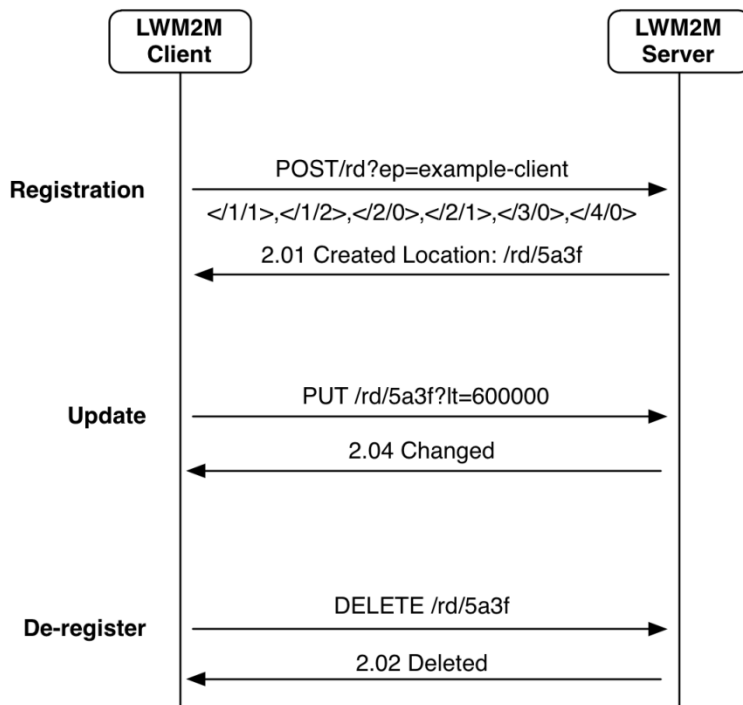 LWM2M
Client
LWM2M
Server
Registration
POST/rd?ep=example-client
</1/1>,</1/2>,</2/0>,</2/1>,</3/0>,</4/0>
2.01 Created Location: /rd/5a3f
Update
PUT /rd/5a3f?lt=600000
2.04 Changed
De-register
DELETE /rd/5a3f
2.02 Deleted